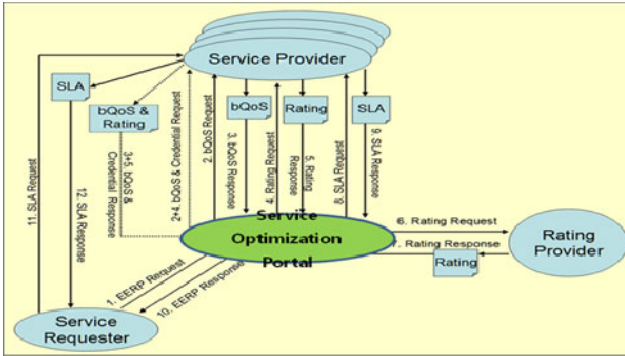 Service Provider
SLA
bQoS &
Rating
bQoS
Rating
SLA
11. SLA Request
12. SLA Response
3+5. bQoS &
Credential Response
2+4. bQoS & Credential Request
2. bQoS Request
3. bQoS Response
4. Rating Request
5. Rating
Response
8. SLA Request
9. SLA Response
Service
Optimization
Portal
6. Rating Request
7. Rating Response
Rating
Rating
Provider
1. EERP Request
10. EERP Response
Service
Requester